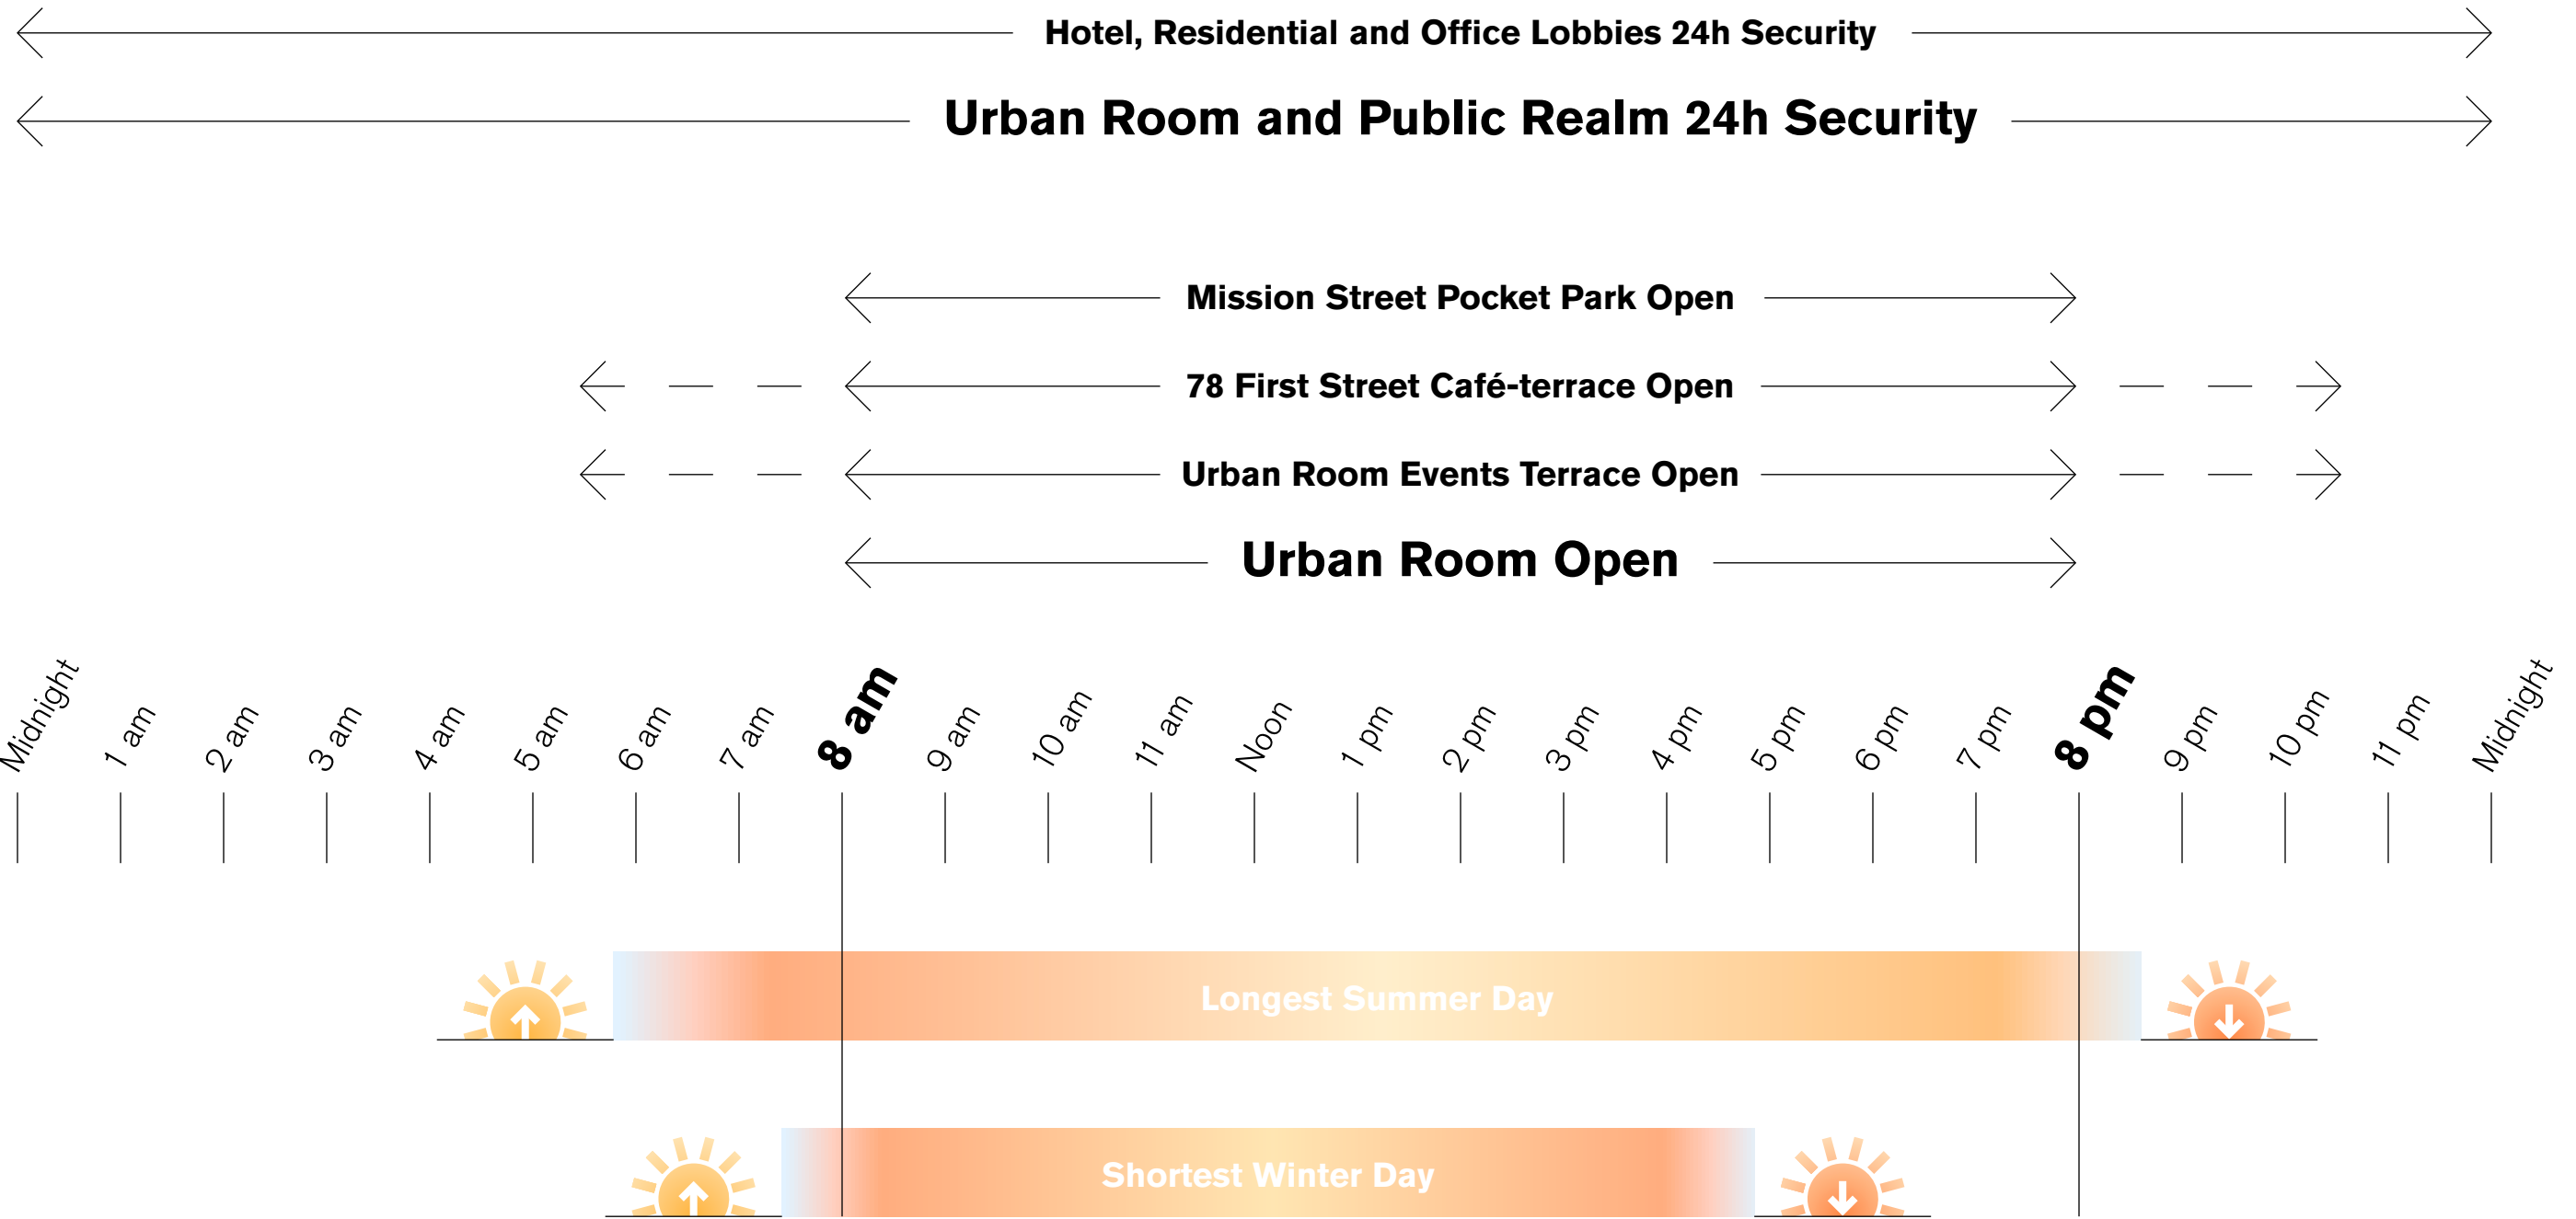 Hotel, Residential and Office Lobbies 24h Security
Urban Room and Public Realm 24h Security
Mission Street Pocket Park Open
78 First Street Café-terrace Open
Urban Room Events Terrace Open
Urban Room Open
Midnight
1 am
2 am
3 am
4 am
5 am
6 am
7 am
8 am
9 am
10 am
11 am
Noon
1 pm
2 pm
3 pm
4 pm
5 pm
6 pm
7 pm
8 pm
9 pm
10 pm
11 pm
Midnight
Longest Summer Day
Shortest Winter Day